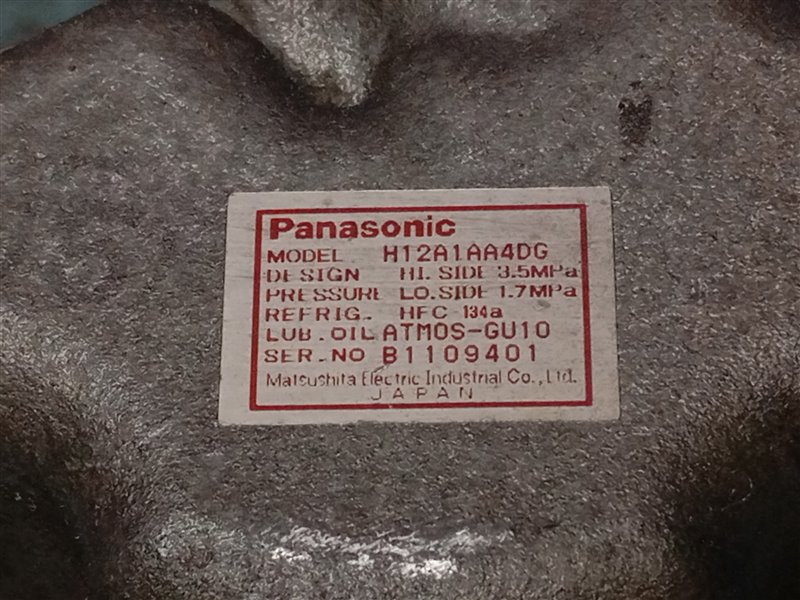 Panasonic
MODEL H12A1AA4DG
DESIGN HI. SIDE 3.5MPa
PRESSURE LO. SIDE 1.7MPa
REFRIG. HFC-134a
LUB. OIL ATMOS-GU10
SER. NO B1109401
Matsushita Electric Industrial Co., Ltd.
JAPAN